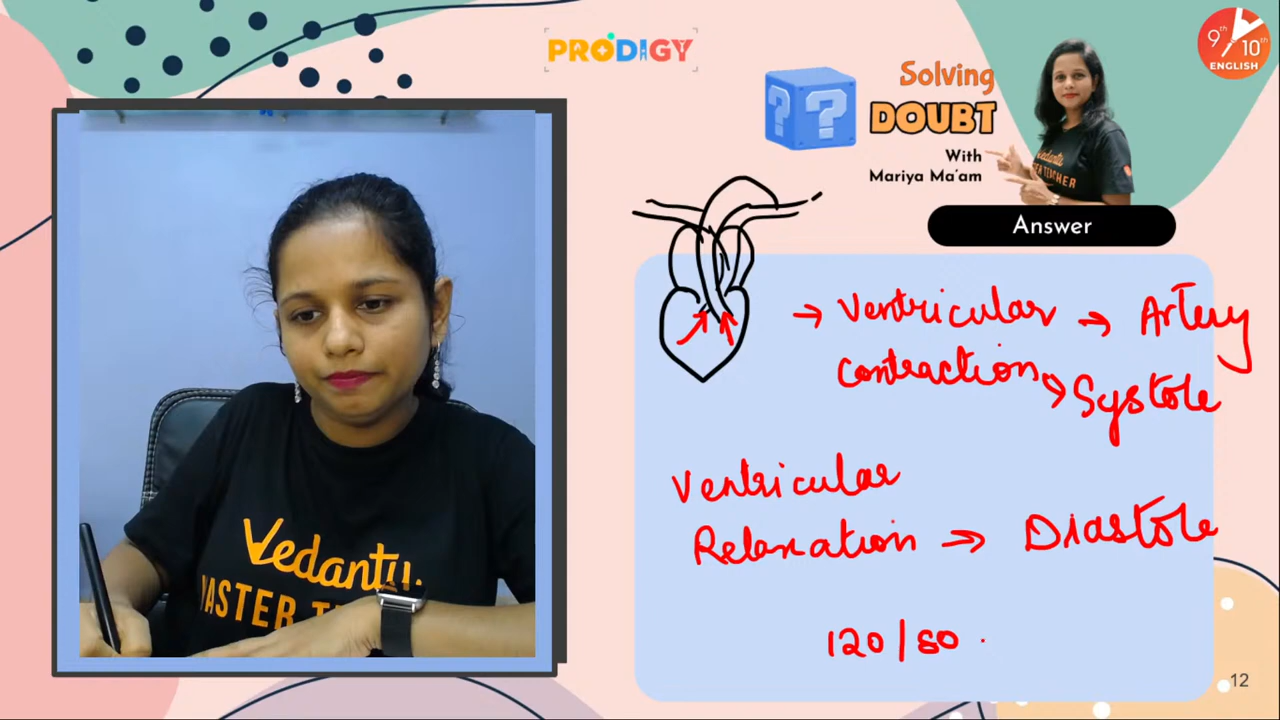 PRODIGY
9th 10th
ENGLISH
Solving
DOUBT
With
Mariya Ma'am
Answer
→ Ventricular → Artery
contraction → Systole
Ventricular
Relaxation → Diastole
120/80
Vedantu
MASTER
12